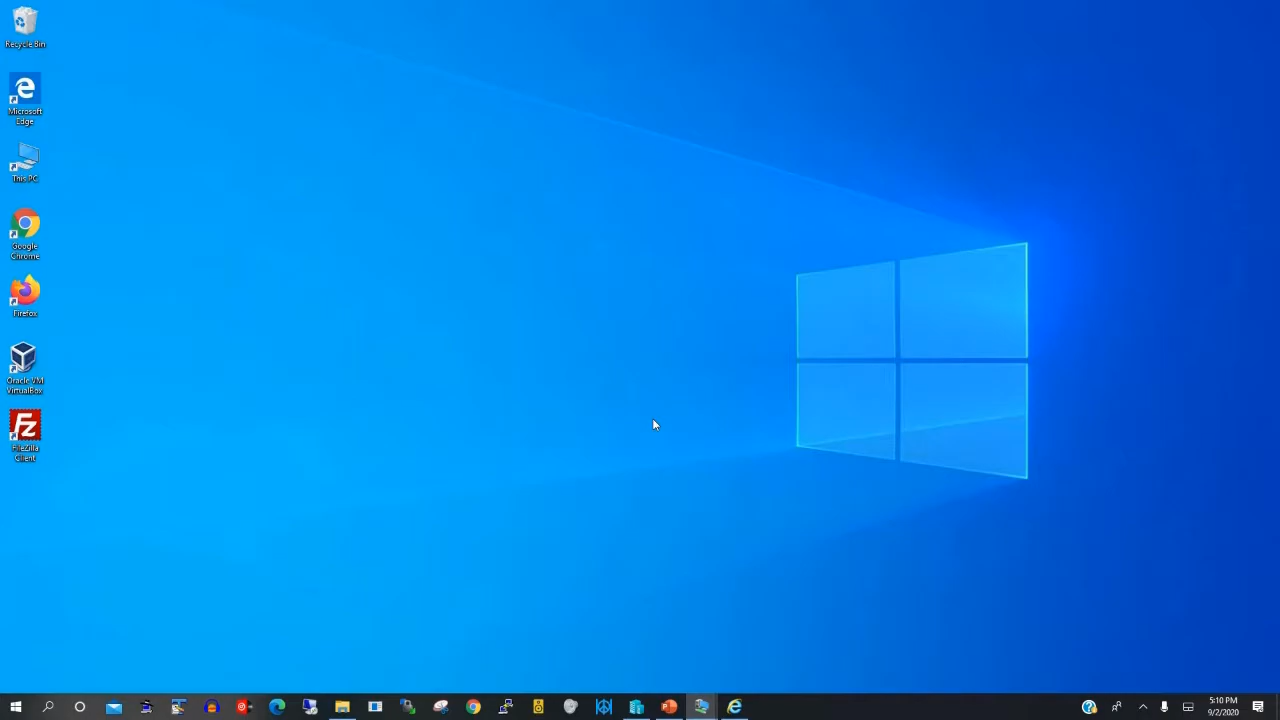 Recycle Bin
Microsoft
Edge
This PC
Google
Chrome
Firefox
Oracle VM
VirtualBox
FileZilla
Client
5:10 PM
9/2/2020